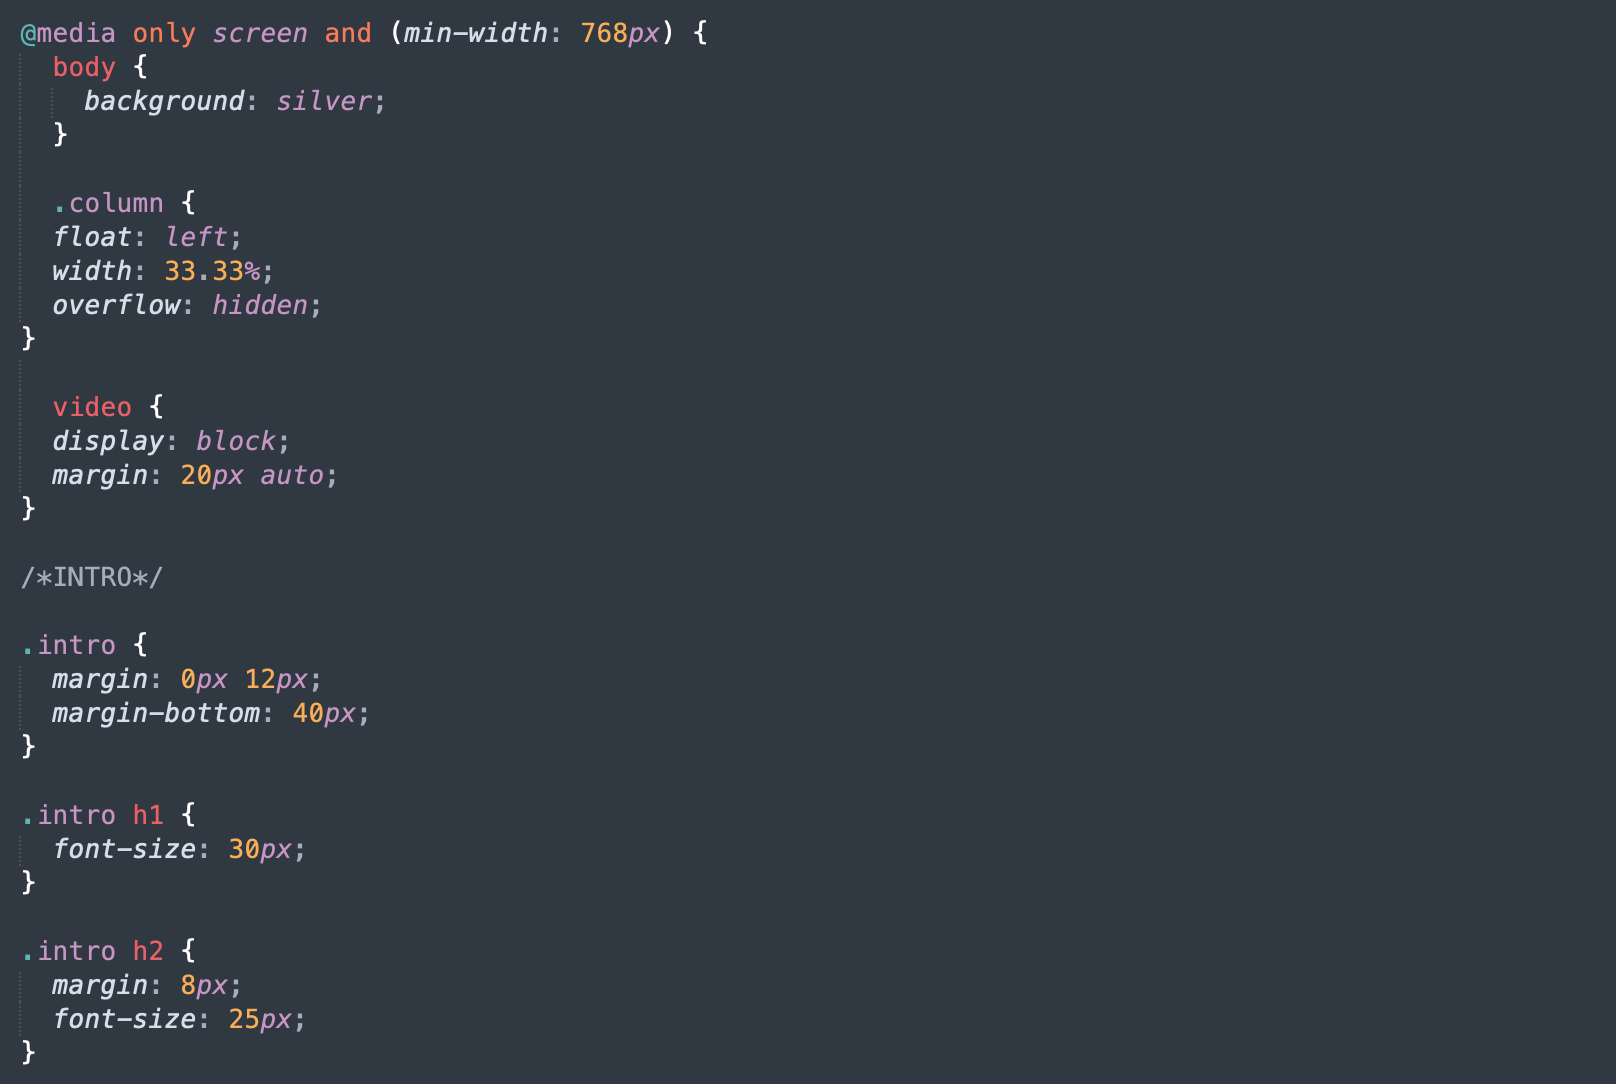 @media only screen and (min-width: 768px) {
body {
background: silver;
}
.column {
float: left;
width: 33.33%;
overflow: hidden;
}
video {
display: block;
margin: 20px auto;
}
/*INTRO*/
.intro {
margin: 0px 12px;
margin-bottom: 40px;
}
.intro h1 {
font-size: 30px;
}
.intro h2 {
margin: 8px;
font-size: 25px;
}